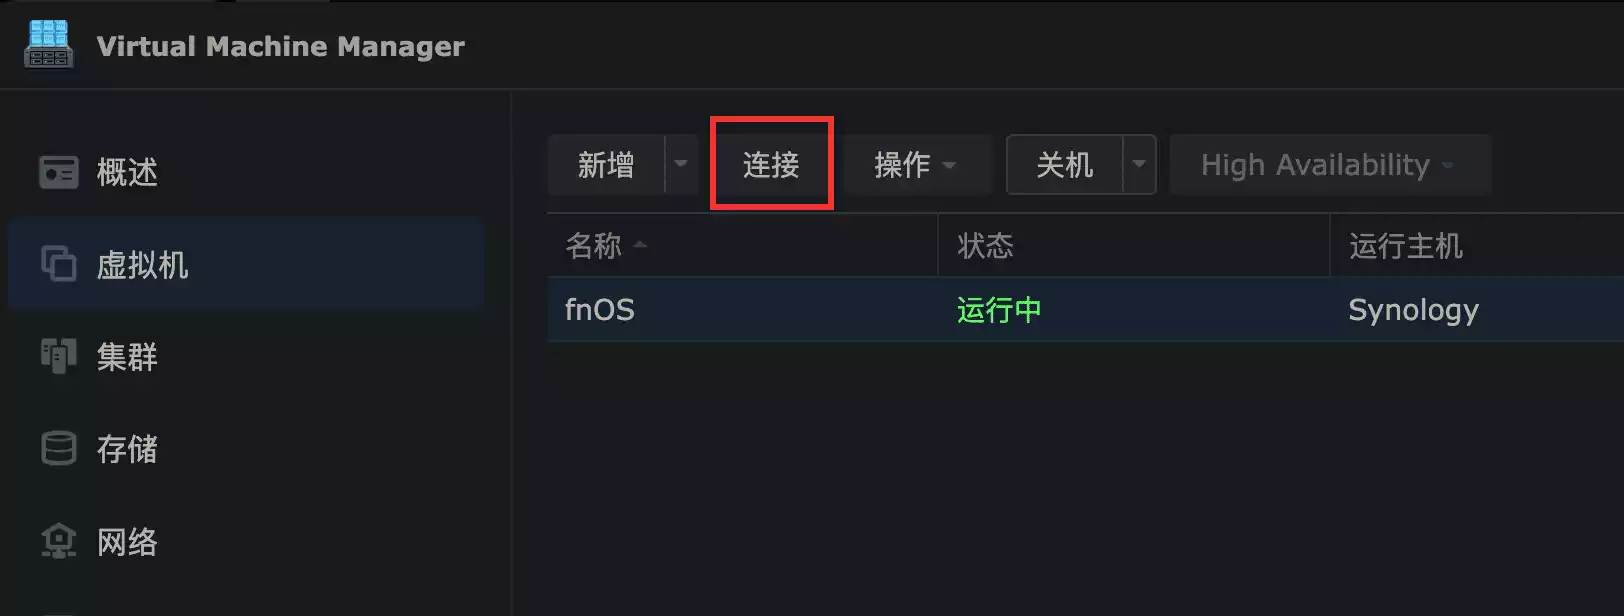 Virtual Machine Manager
概述
虚拟机
集群
存储
网络
新增 连接 操作 关机 High Availability
名称 状态 运行主机
fnOS 运行中 Synology